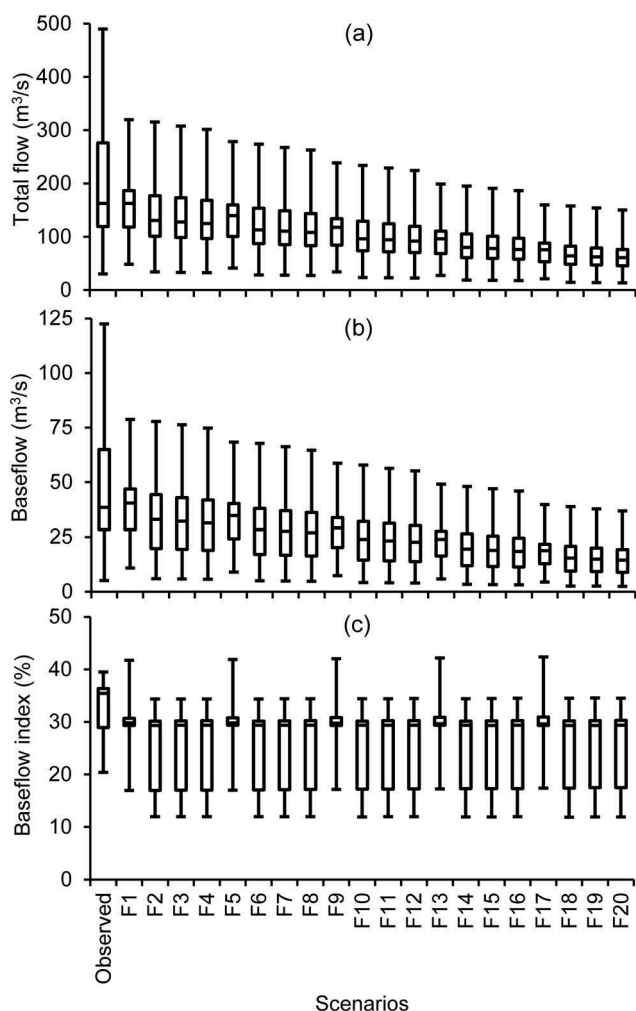 (a)
Total flow (m³/s)
500
400
300
200
100
0
(b)
Baseflow (m³/s)
125
100
75
50
25
0
(c)
Baseflow index (%)
50
40
30
20
10
0
Observed
F1
F2
F3
F4
F5
F6
F7
F8
F9
F10
F11
F12
F13
F14
F15
F16
F17
F18
F19
F20
Scenarios